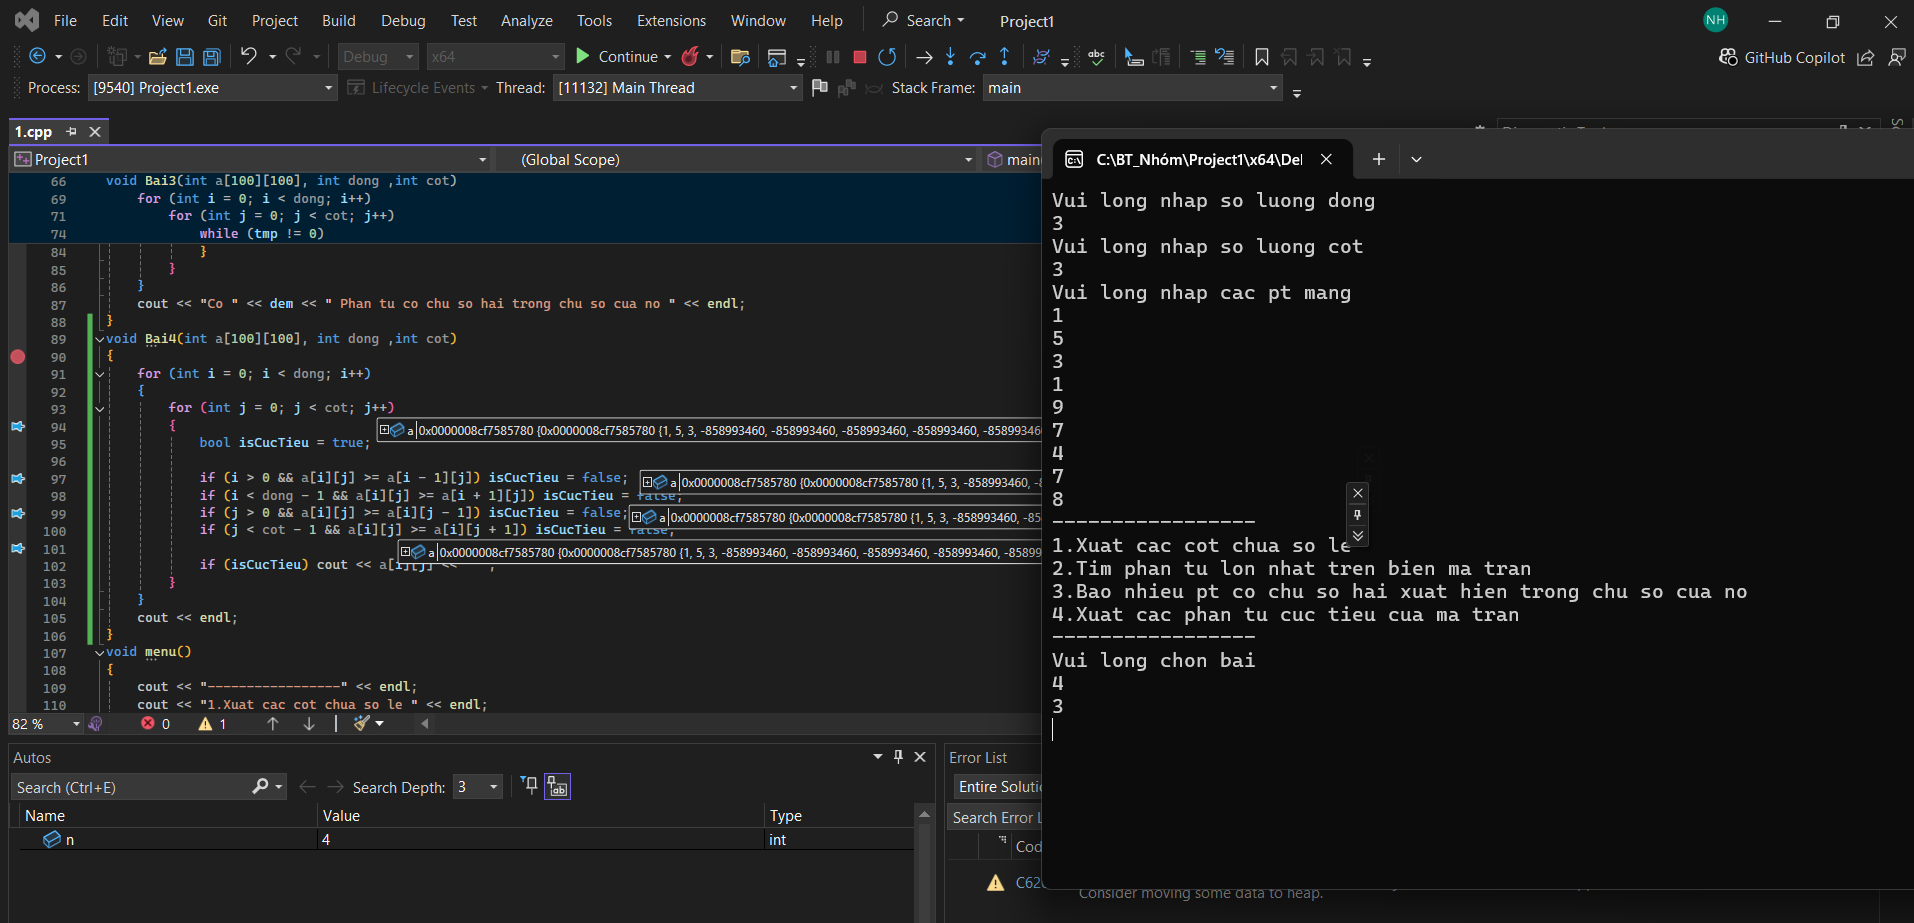 File Edit View Git Project Build Debug Test Analyze Tools Extensions Window Help Search Project1 NH
Debug x64 Continue abc GitHub Copilot
Process: [9540] Project1.exe Lifecycle Events Thread: [11132] Main Thread Stack Frame: main
1.cpp
Project1 (Global Scope) main
66 void Bai3(int a[100][100], int dong ,int cot)
69 for (int i = 0; i < dong; i++)
71 for (int j = 0; j < cot; j++)
74 while (tmp != 0)
84 }
85 }
86 }
87 cout << "Co " << dem << " Phan tu co chu so hai trong chu so cua no " << endl;
88 }
89 void Bai4(int a[100][100], int dong ,int cot)
90 {
91 for (int i = 0; i < dong; i++)
92 {
93 for (int j = 0; j < cot; j++)
94 { a 0x0000008cf7585780 {0x0000008cf7585780 {1, 5, 3, -858993460, -858993460, -858993460, -858993460, -858993460
95 bool isCucTieu = true;
96
97 if (i > 0 && a[i][j] >= a[i - 1][j]) isCucTieu = false; a 0x0000008cf7585780 {0x0000008cf7585780 {1, 5, 3, -8
98 if (i < dong - 1 && a[i][j] >= a[i + 1][j]) isCucTieu = false;
99 if (j > 0 && a[i][j] >= a[i][j - 1]) isCucTieu = false; a 0x0000008cf7585780 {0x0000008cf7585780 {1, 5, 3, -85
100 if (j < cot - 1 && a[i][j] >= a[i][j + 1]) isCucTieu = false;
101 a 0x0000008cf7585780 {0x0000008cf7585780 {1, 5, 3, -858993460, -858993460, -858993460, -858993460, -8589
102 if (isCucTieu) cout << a[i][j] <<
103 }
104 }
105 cout << endl;
106 }
107 void menu()
108 {
109 cout << "-----------------" << endl;
110 cout << "1.Xuat cac cot chua so le " << endl;
82 % 0 1
Autos
Search (Ctrl+E) Search Depth: 3
Name Value Type
n 4 int
Error List
Entire Soluti
Search Error
Cod
C62
Consider moving some data to heap.
C:\BT_Nhóm\Project1\x64\De
Vui long nhap so luong dong
3
Vui long nhap so luong cot
3
Vui long nhap cac pt mang
1
5
3
1
9
7
4
7
8
-----------------
1.Xuat cac cot chua so le
2.Tim phan tu lon nhat tren bien ma tran
3.Bao nhieu pt co chu so hai xuat hien trong chu so cua no
4.Xuat cac phan tu cuc tieu cua ma tran
-----------------
Vui long chon bai
4
3